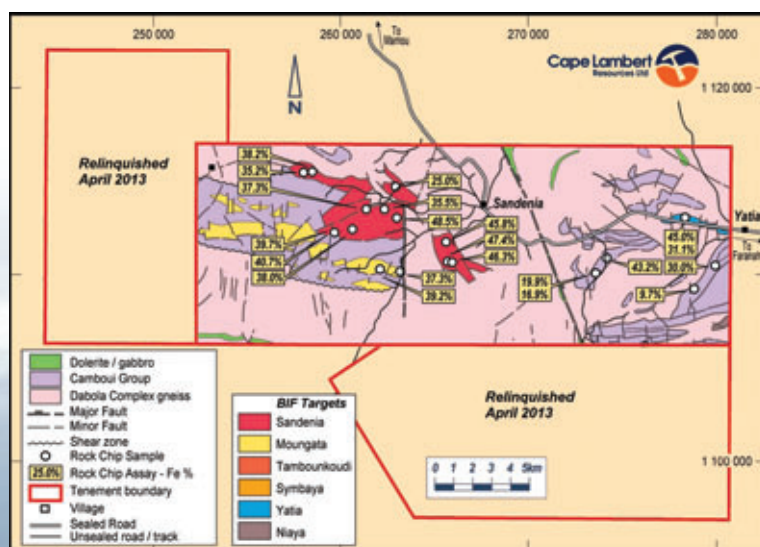 250 000
260 000
270 000
280 000
To
Mamou
Cape Lambert
Resources Ltd
N
1 120 000
Relinquished
April 2013
38.2%
35.2%
37.3%
25.0%
35.5%
48.5%
Sandenia
39.7%
40.7%
38.0%
45.8%
47.4%
46.3%
37.3%
39.2%
19.9%
16.9%
43.2%
45.0%
31.1%
30.0%
9.7%
Yatia
To
Faranah
Dolerite / gabbro
Camboui Group
Dabola Complex gneiss
Major Fault
Minor Fault
Shear zone
Rock Chip Sample
25.0% Rock Chip Assay - Fe %
Tenement boundary
Village
Sealed Road
Unsealed road / track
BIF Targets
Sandenia
Moungata
Tambounkoudi
Symbaya
Yatia
Niaya
Relinquished
April 2013
0 1 2 3 4 5km
1 100 000